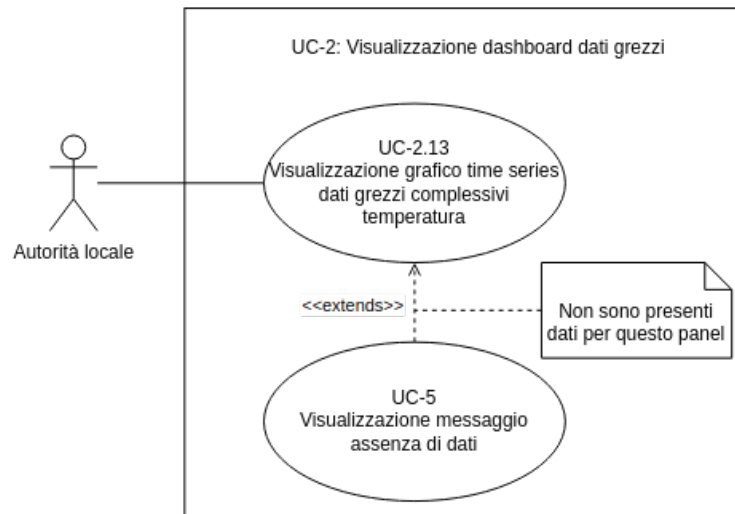 UC-2: Visualizzazione dashboard dati grezzi
UC-2.13
Visualizzazione grafico time series
dati grezzi complessivi
temperatura
Autorità locale
<<extends>>
Non sono presenti
dati per questo panel
UC-5
Visualizzazione messaggio
assenza di dati